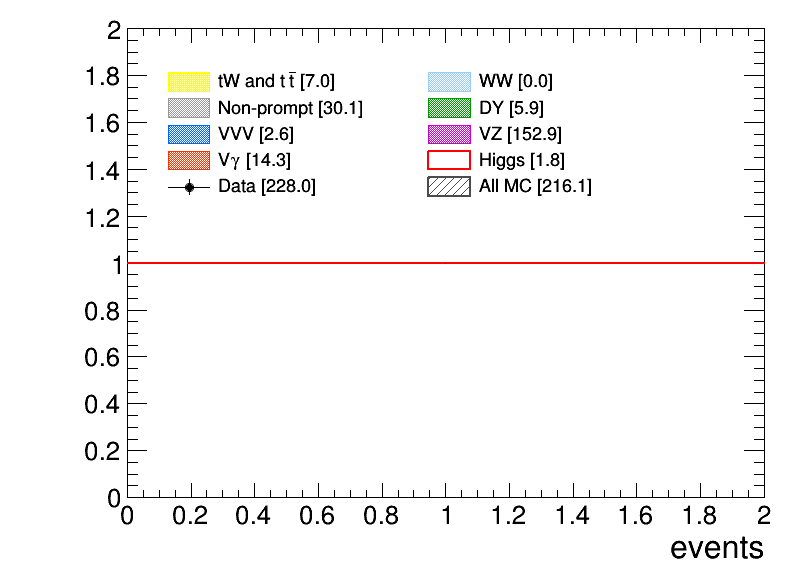 2
1.8
1.6
1.4
1.2
1
0.8
0.6
0.4
0.2
0
tW and t t̄ [7.0]
WW [0.0]
Non-prompt [30.1]
DY [5.9]
VVV [2.6]
VZ [152.9]
Vγ [14.3]
Higgs [1.8]
Data [228.0]
All MC [216.1]
0 0.2 0.4 0.6 0.8 1 1.2 1.4 1.6 1.8 2
events